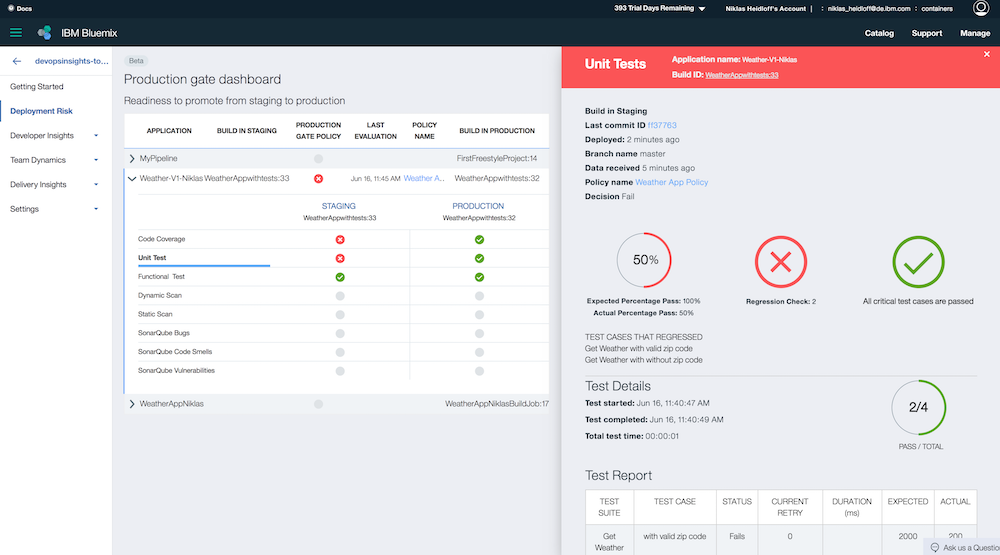 Docs
393 Trial Days Remaining
Niklas Heidloff's Account | : niklas_heidloff@de.ibm.com : containers
IBM Bluemix
Catalog Support Manage
devopsinsights-to...
Getting Started
Deployment Risk
Developer Insights
Team Dynamics
Delivery Insights
Settings
Beta
Production gate dashboard
Readiness to promote from staging to production
APPLICATION BUILD IN STAGING PRODUCTION GATE POLICY LAST EVALUATION POLICY NAME BUILD IN PRODUCTION
MyPipeline FirstFreestyleProject:14
Weather-V1-Niklas WeatherAppwithtests:33 Jun 16, 11:45 AM Weather A... WeatherAppwithtests:32
STAGING PRODUCTION
WeatherAppwithtests:33 WeatherAppwithtests:32
Code Coverage
Unit Test
Functional Test
Dynamic Scan
Static Scan
SonarQube Bugs
SonarQube Code Smells
SonarQube Vulnerabilities
WeatherAppNiklas WeatherAppNiklasBuildJob:17
Unit Tests
Application name: Weather-V1-Niklas
Build ID: WeatherAppwithtests:33
Build in Staging
Last commit ID ff37763
Deployed: 2 minutes ago
Branch name master
Data received 5 minutes ago
Policy name Weather App Policy
Decision Fail
50%
Expected Percentage Pass: 100%
Actual Percentage Pass: 50%
Regression Check: 2
All critical test cases are passed
TEST CASES THAT REGRESSED
Get Weather with valid zip code
Get Weather with without zip code
Test Details
Test started: Jun 16, 11:40:47 AM
Test completed: Jun 16, 11:40:49 AM
Total test time: 00:00:01
2/4
PASS / TOTAL
Test Report
TEST SUITE TEST CASE STATUS CURRENT RETRY DURATION (ms) EXPECTED ACTUAL
Get Weather with valid zip code Fails 0 2000 200
Ask us a Question